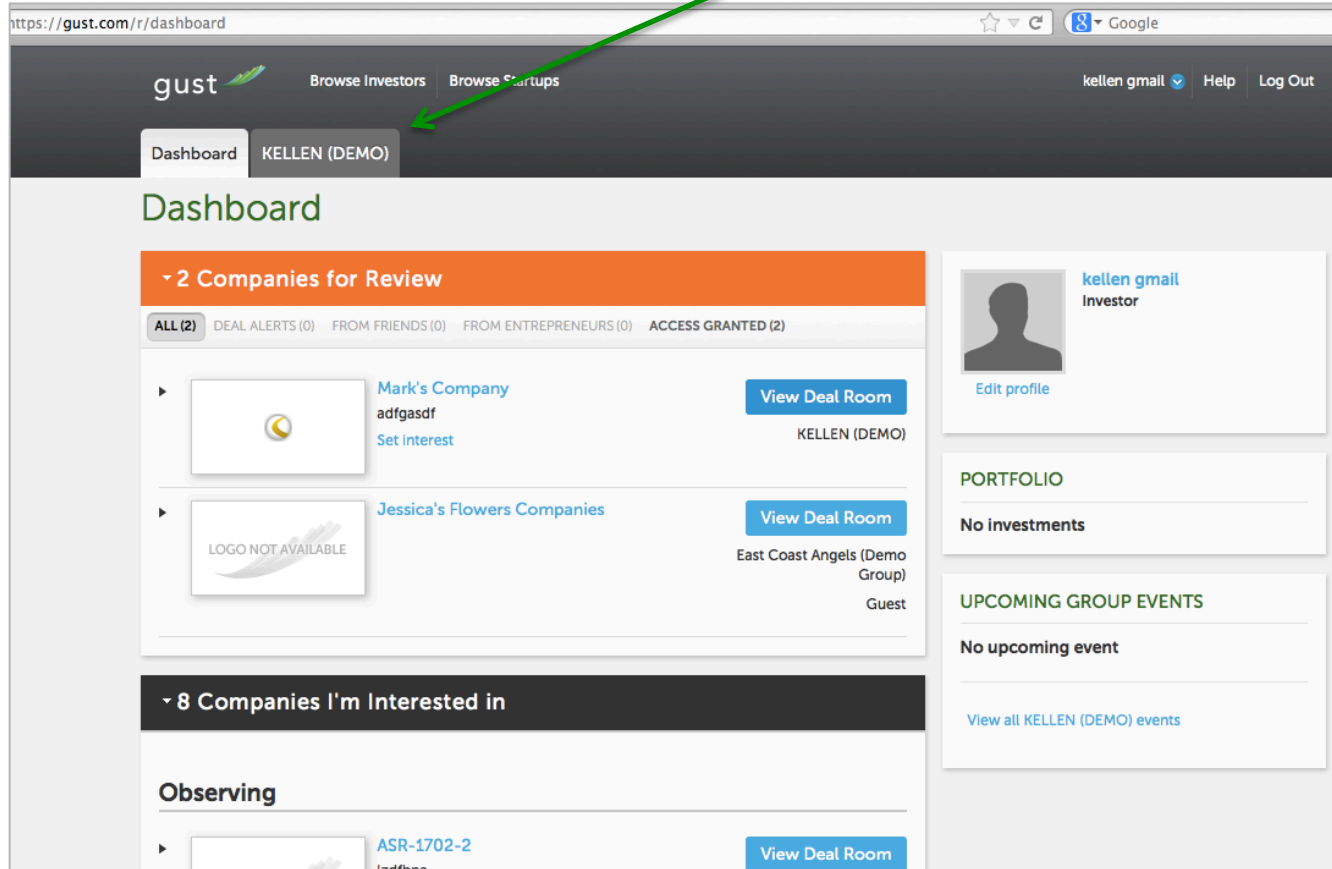 https://gust.com/r/dashboard
Google
gust
Browse Investors
Browse Startups
kellen gmail
Help
Log Out
Dashboard
KELLEN (DEMO)
Dashboard
2 Companies for Review
ALL (2)
DEAL ALERTS (0)
FROM FRIENDS (0)
FROM ENTREPRENEURS (0)
ACCESS GRANTED (2)
Mark's Company
adfgasdf
Set interest
View Deal Room
KELLEN (DEMO)
LOGO NOT AVAILABLE
Jessica's Flowers Companies
View Deal Room
East Coast Angels (Demo
Group)
Guest
8 Companies I'm Interested in
Observing
ASR-1702-2
View Deal Room
kellen gmail
Investor
Edit profile
PORTFOLIO
No investments
UPCOMING GROUP EVENTS
No upcoming event
View all KELLEN (DEMO) events